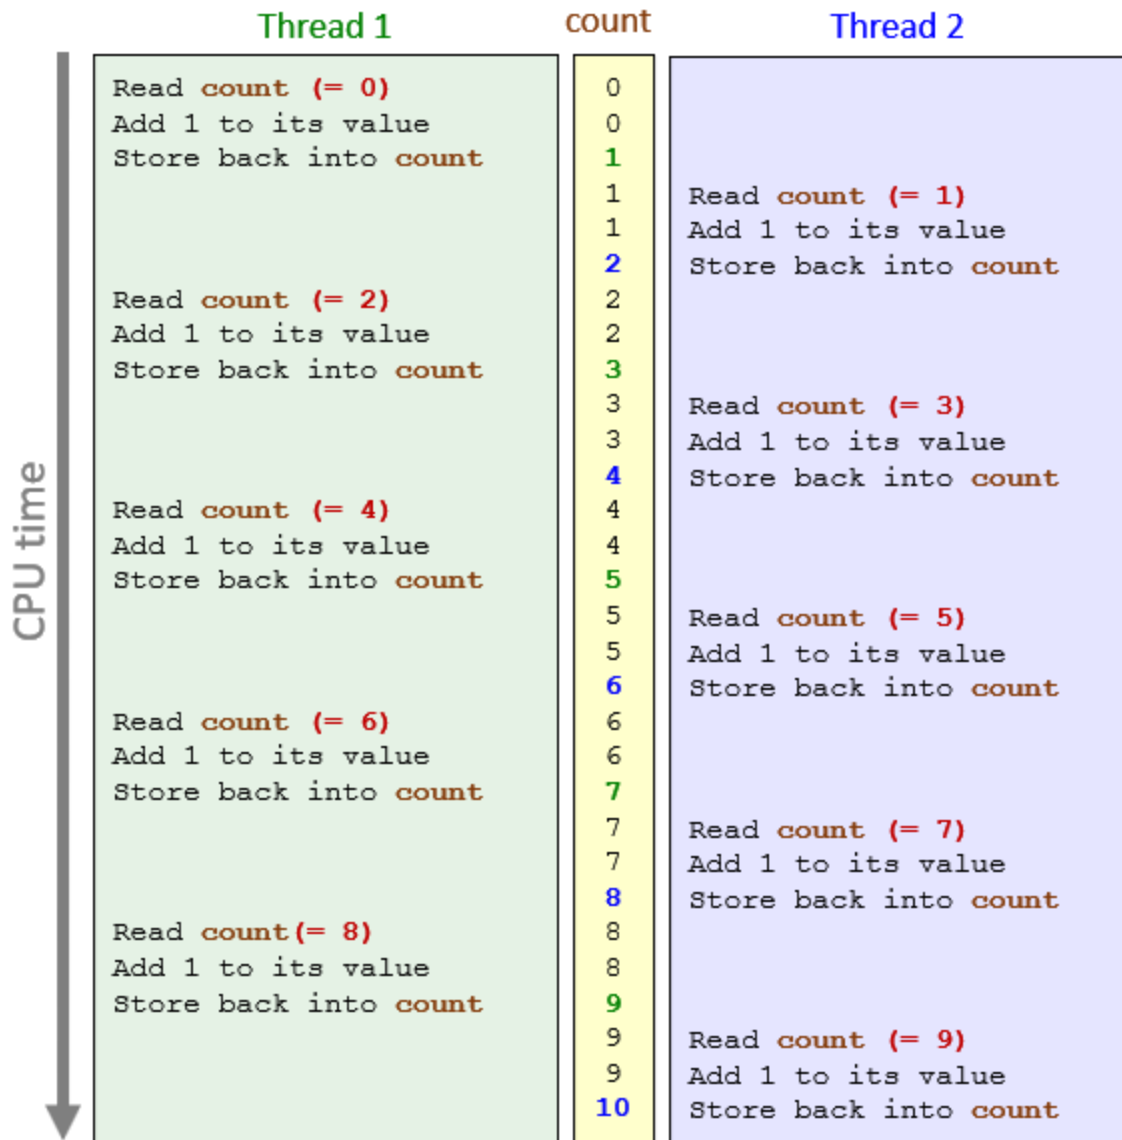 Thread 1 count Thread 2
Read count (= 0) 0
Add 1 to its value 0
Store back into count 1
1 Read count (= 1)
1 Add 1 to its value
2 Store back into count
Read count (= 2) 2
Add 1 to its value 2
Store back into count 3
3 Read count (= 3)
3 Add 1 to its value
4 Store back into count
Read count (= 4) 4
Add 1 to its value 4
Store back into count 5
5 Read count (= 5)
5 Add 1 to its value
6 Store back into count
Read count (= 6) 6
Add 1 to its value 6
Store back into count 7
7 Read count (= 7)
7 Add 1 to its value
8 Store back into count
Read count(= 8) 8
Add 1 to its value 8
Store back into count 9
9 Read count (= 9)
9 Add 1 to its value
10 Store back into count
CPU time